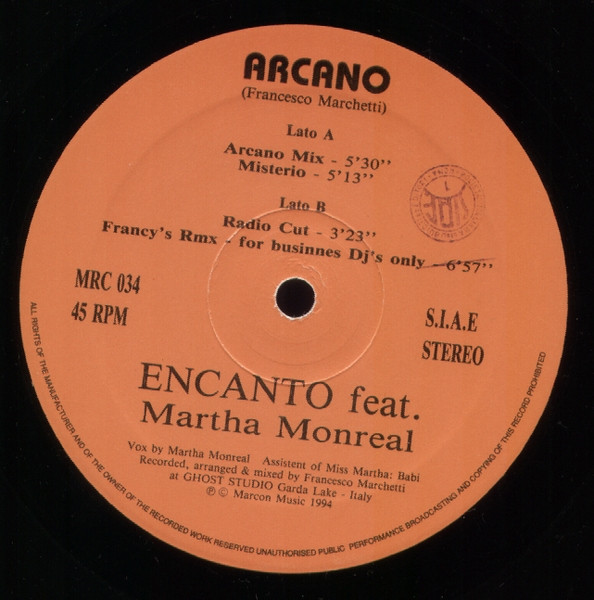 ARCANO
(Francesco Marchetti)
Lato A
Arcano Mix - 5'30"
Misterio - 5'13"
Lato B
Radio Cut - 3'23"
Francy's Rmx - for businnes Dj's only - 6'57"
MRC 034
45 RPM
S.I.A.E
STEREO
ENCANTO feat.
Martha Monreal
Vox by Martha Monreal Assistent of Miss Martha: Babi
Recorded, arranged & mixed by Francesco Marchetti
at GHOST STUDIO Garda Lake - Italy
℗ © Marcon Music 1994
ALL RIGHTS OF THE MANUFACTURER AND OF THE OWNER OF THE RECORDED WORK RESERVED UNAUTHORISED PUBLIC PERFORMANCE BROADCASTING AND COPYING OF THIS RECORD PROHIBITED